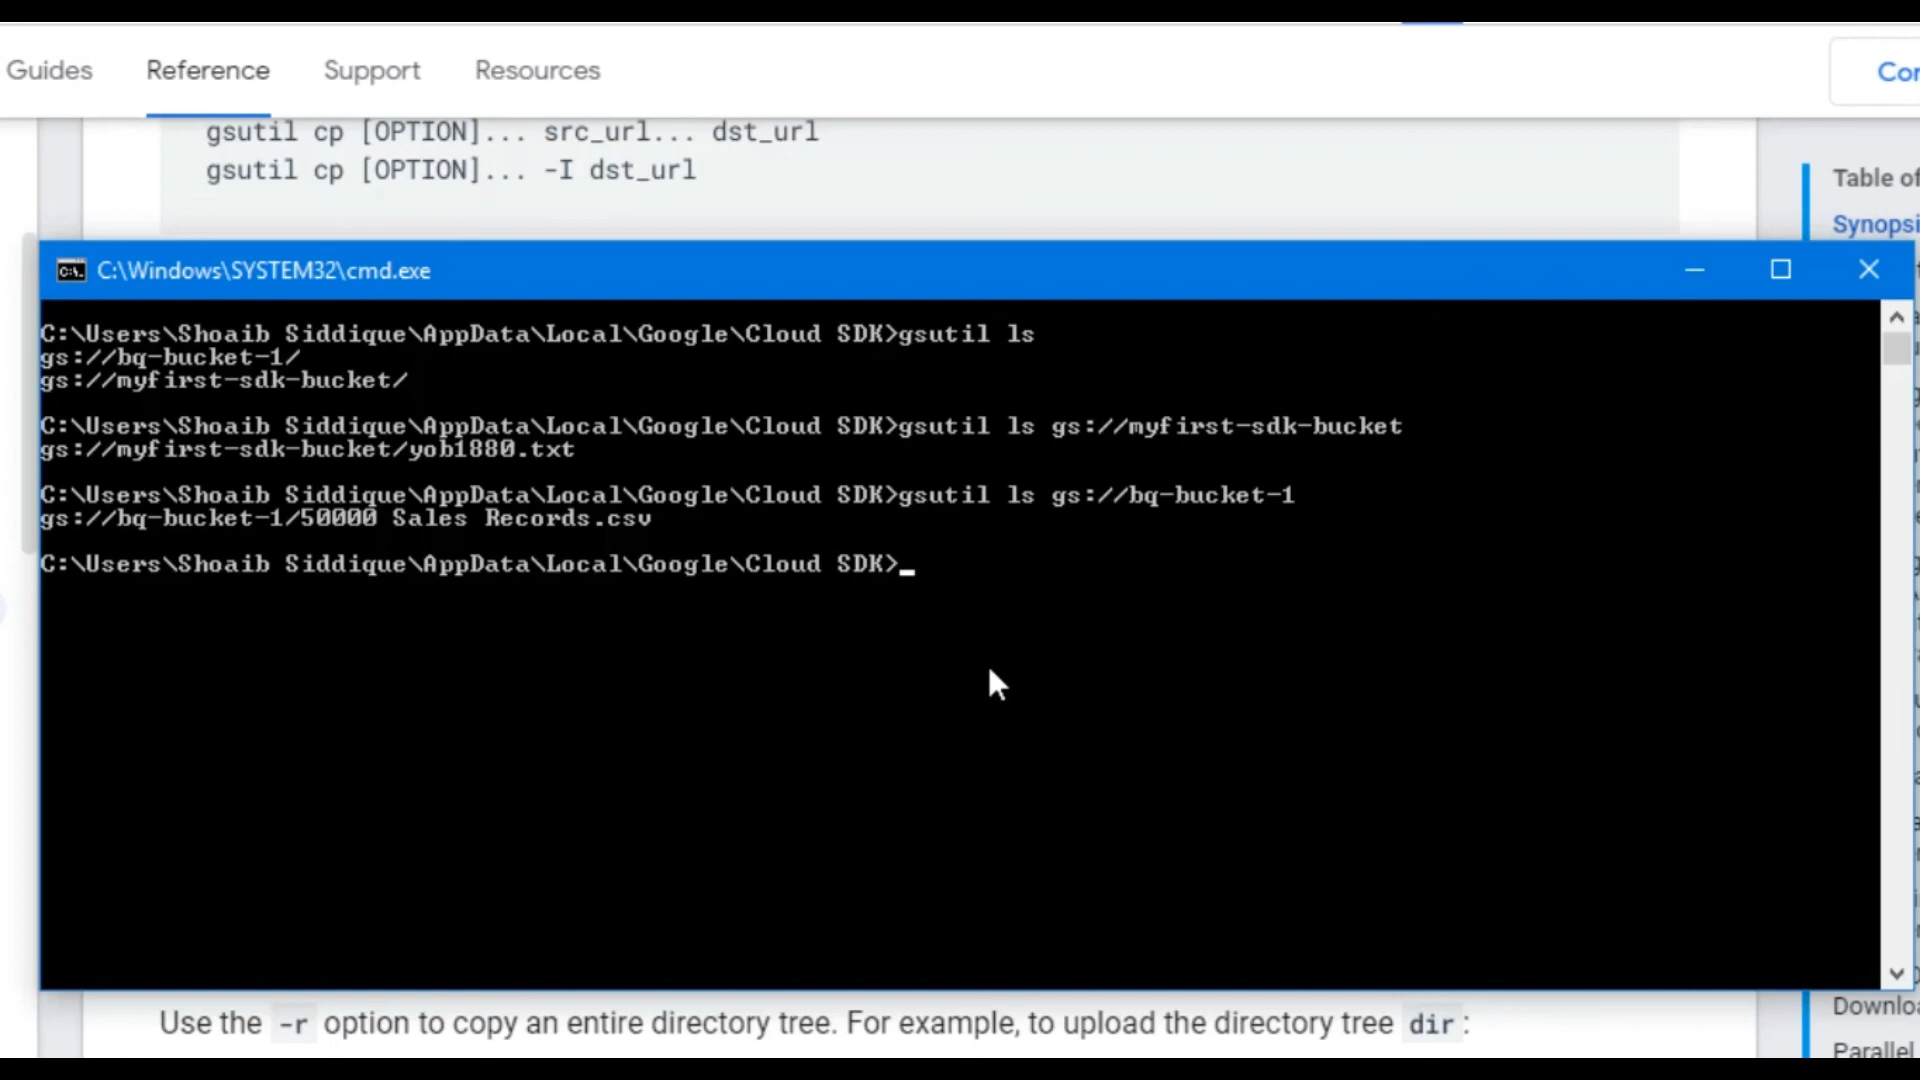 Guides Reference Support Resources
gsutil cp [OPTION]... src_url... dst_url
gsutil cp [OPTION]... -I dst_url
Table of
C:\Windows\SYSTEM32\cmd.exe
C:\Users\Shoaib Siddique\AppData\Local\Google\Cloud SDK>gsutil ls
gs://bq-bucket-1/
gs://myfirst-sdk-bucket/
C:\Users\Shoaib Siddique\AppData\Local\Google\Cloud SDK>gsutil ls gs://myfirst-sdk-bucket
gs://myfirst-sdk-bucket/yob1880.txt
C:\Users\Shoaib Siddique\AppData\Local\Google\Cloud SDK>gsutil ls gs://bq-bucket-1
gs://bq-bucket-1/50000 Sales Records.csv
C:\Users\Shoaib Siddique\AppData\Local\Google\Cloud SDK>_
Use the -r option to copy an entire directory tree. For example, to upload the directory tree dir:
Parallel